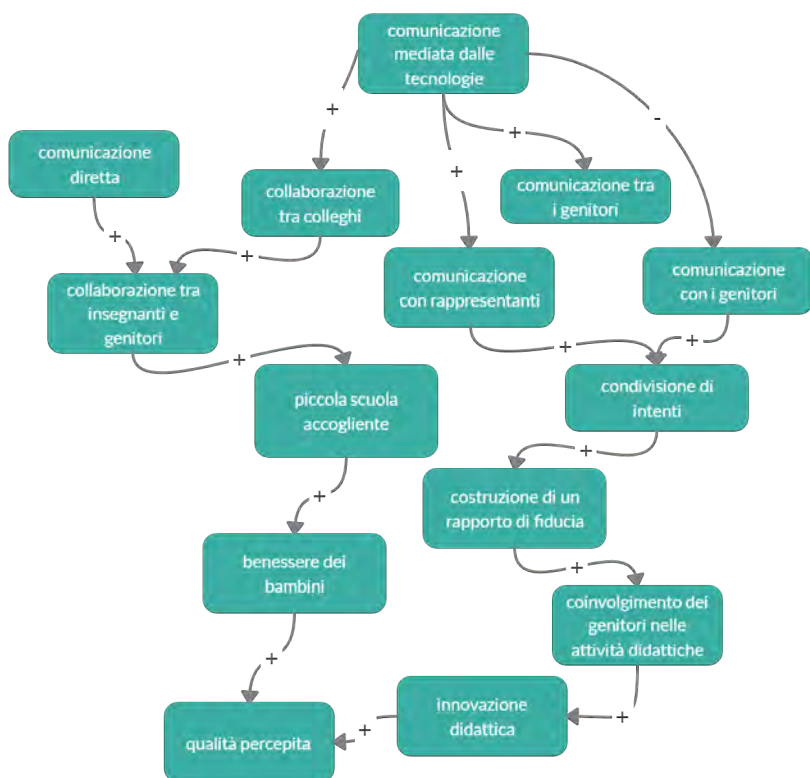 comunicazione
mediata dalle
tecnologie
+
+
+
-
comunicazione
diretta
collaborazione
tra colleghi
comunicazione tra
i genitori
+
+
collaborazione tra
insegnanti e
genitori
comunicazione
con rappresentanti
comunicazione
con i genitori
+
+
+
piccola scuola
accogliente
condivisione di
intenti
+
+
costruzione di un
rapporto di fiducia
benessere dei
bambini
+
coinvolgimento dei
genitori nelle
attività didattiche
+
innovazione
didattica
+
+
qualità percepita